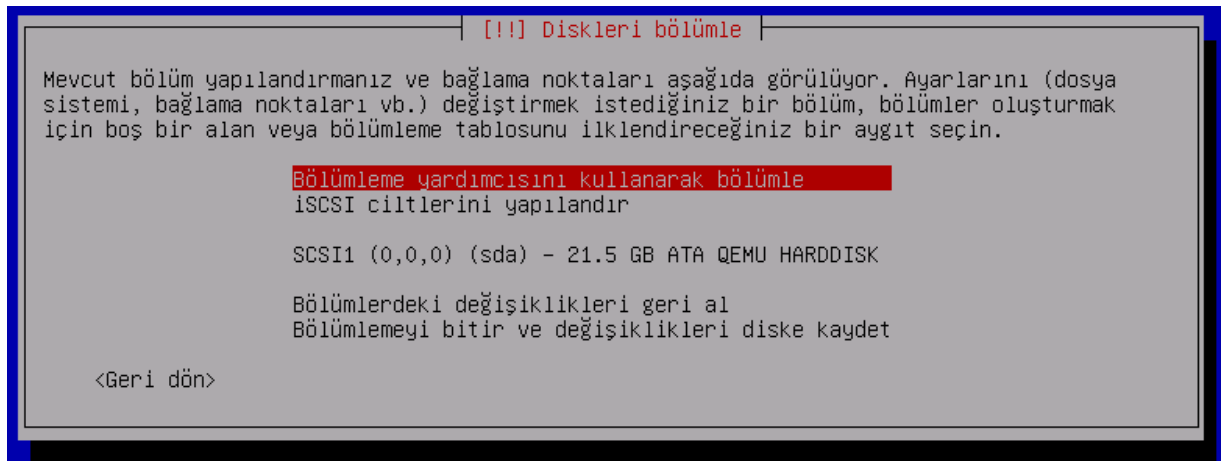 [!!] Diskleri bölümle
Mevcut bölüm yapılandırmanız ve bağlama noktaları aşağıda görülüyor. Ayarlarını (dosya
sistemi, bağlama noktaları vb.) değiştirmek istediğiniz bir bölüm, bölümler oluşturmak
için boş bir alan veya bölümleme tablosunu ilklendireceğiniz bir aygıt seçin.
Bölümleme yardımcısını kullanarak bölümle
iSCSI ciltlerini yapılandır
SCSI1 (0,0,0) (sda) – 21.5 GB ATA QEMU HARDDISK
Bölümlerdeki değişiklikleri geri al
Bölümlemeyi bitir ve değişiklikleri diske kaydet
<Geri dön>